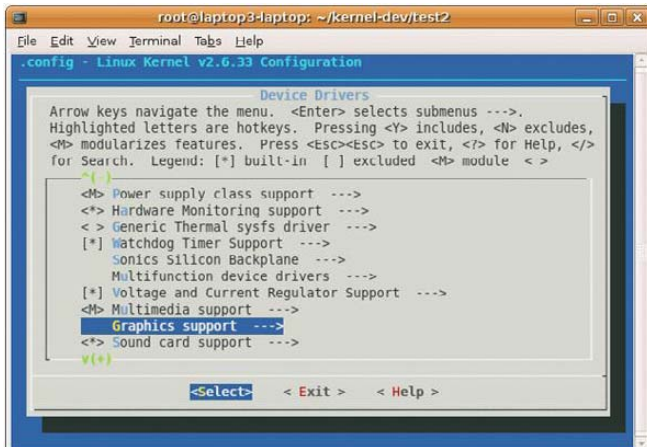 root@laptop3-laptop: ~/kernel-dev/test2
File Edit View Terminal Tabs Help
.config - Linux Kernel v2.6.33 Configuration
Device Drivers
Arrow keys navigate the menu. <Enter> selects submenus --->.
Highlighted letters are hotkeys. Pressing <Y> includes, <N> excludes,
<M> modularizes features. Press <Esc><Esc> to exit, <?> for Help, </>
for Search. Legend: [*] built-in [ ] excluded <M> module < >
^(-)
<M> Power supply class support --->
<*> Hardware Monitoring support --->
< > Generic Thermal sysfs driver --->
[*] Watchdog Timer Support --->
Sonics Silicon Backplane --->
Multifunction device drivers --->
[*] Voltage and Current Regulator Support --->
<M> Multimedia support --->
Graphics support --->
<*> Sound card support --->
v(+)
<Select> < Exit > < Help >